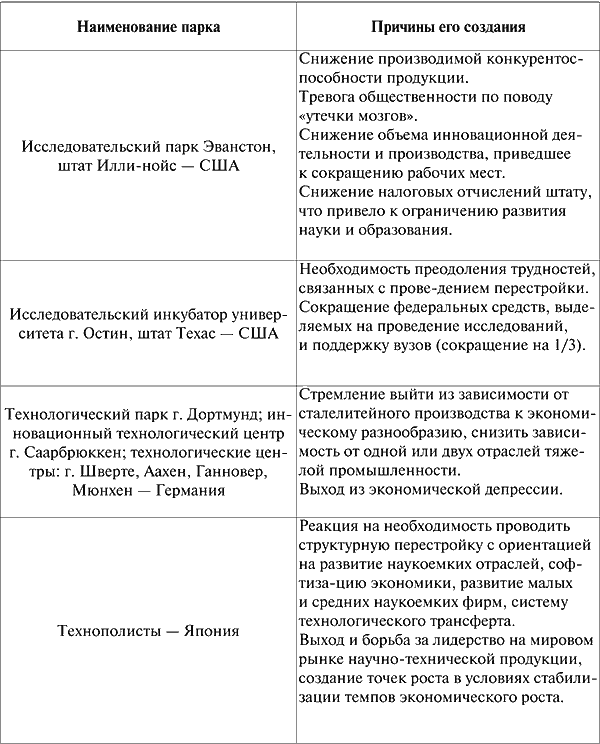 Наименование парка
Причины его создания
Исследовательский парк Эванстон,
штат Илли-нойс — США
Снижение производимой конкурентос-
пособности продукции.
Тревога общественности по поводу
«утечки мозгов».
Снижение объема инновационной дея-
тельности и производства, приведшее
к сокращению рабочих мест.
Снижение налоговых отчислений штату,
что привело к ограничению развития
науки и образования.
Исследовательский инкубатор универ-
ситета г. Остин, штат Техас — США
Необходимость преодоления трудностей,
связанных с прове-дением перестройки.
Сокращение федеральных средств, выде-
ляемых на проведение исследований,
и поддержку вузов (сокращение на 1/3).
Технологический парк г. Дортмунд; ин-
новационный технологический центр
г. Саарбрюккен; технологические цен-
тры: г. Шверте, Аахен, Ганновер,
Мюнхен — Германия
Стремление выйти из зависимости от
сталелитейного производства к экономи-
ческому разнообразию, снизить зависи-
мость от одной или двух отраслей тяже-
лой промышленности.
Выход из экономической депрессии.
Технополисты — Япония
Реакция на необходимость проводить
структурную перестройку с ориентацией
на развитие наукоемких отраслей, соф-
тиза-цию экономики, развитие малых
и средних наукоемких фирм, систему
технологического трансферта.
Выход и борьба за лидерство на мировом
рынке научно-технической продукции,
создание точек роста в условиях стабили-
зации темпов экономического роста.